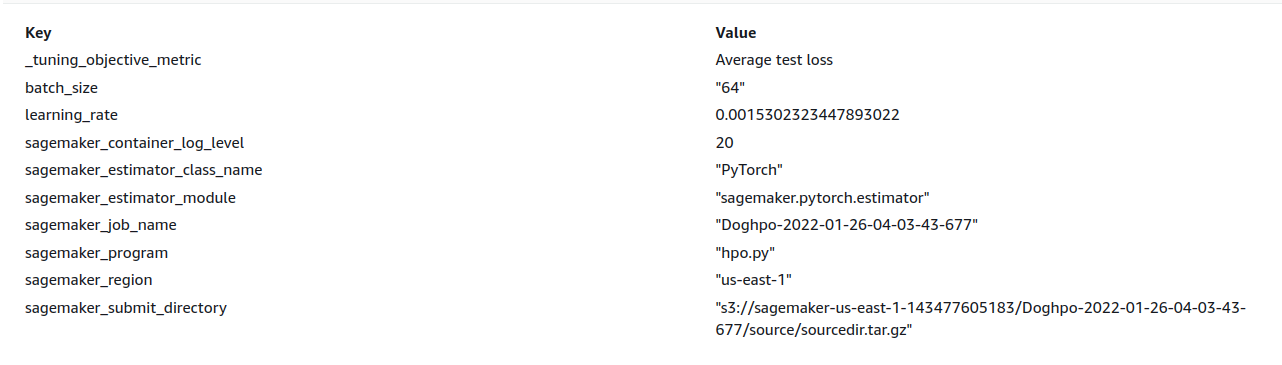 Key Value
_tuning_objective_metric Average test loss
batch_size "64"
learning_rate 0.0015302323447893022
sagemaker_container_log_level 20
sagemaker_estimator_class_name "PyTorch"
sagemaker_estimator_module "sagemaker.pytorch.estimator"
sagemaker_job_name "Doghpo-2022-01-26-04-03-43-677"
sagemaker_program "hpo.py"
sagemaker_region "us-east-1"
sagemaker_submit_directory "s3://sagemaker-us-east-1-143477605183/Doghpo-2022-01-26-04-03-43-
677/source/sourcedir.tar.gz"